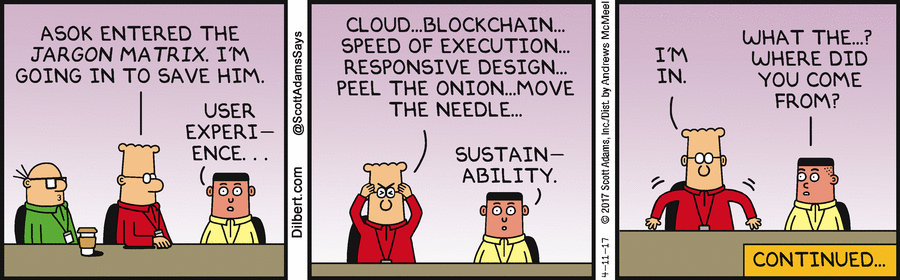 ASOK ENTERED THE
JARGON MATRIX. I'M
GOING IN TO SAVE HIM.
USER
EXPERI-
ENCE...
Dilbert.com @ScottAdamsSays
CLOUD...BLOCKCHAIN...
SPEED OF EXECUTION...
RESPONSIVE DESIGN...
PEEL THE ONION...MOVE
THE NEEDLE...
SUSTAIN-
ABILITY.
4-11-17 © 2017 Scott Adams, Inc./Dist. by Andrews McMeel
I'M
IN.
WHAT THE...?
WHERE DID
YOU COME
FROM?
CONTINUED...